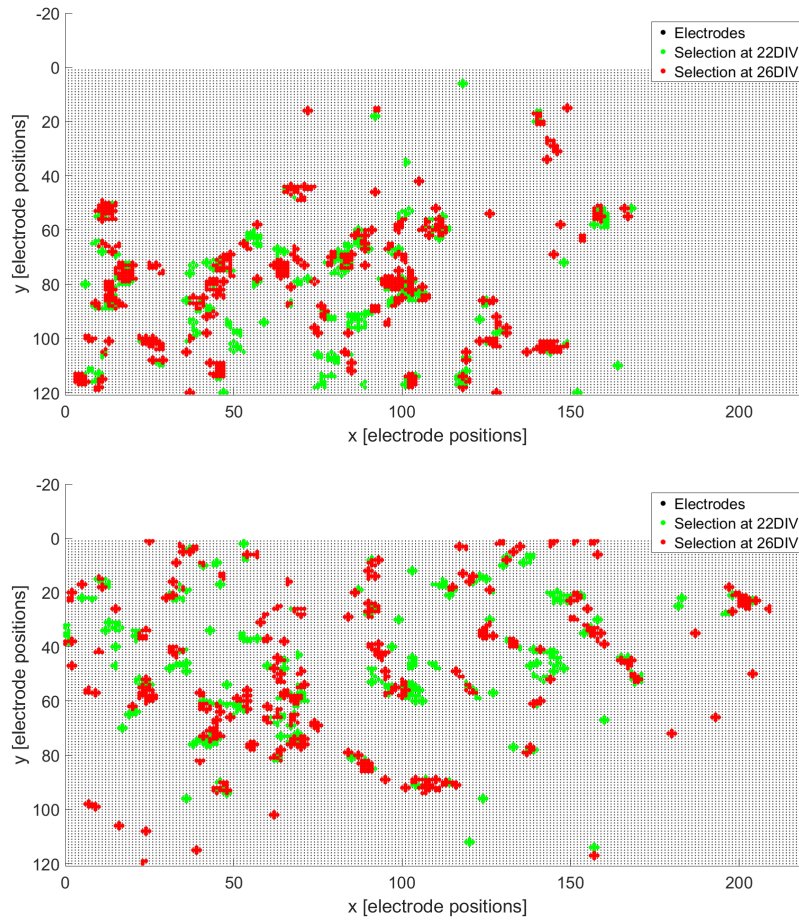 -20
Electrodes
Selection at 22DIV
Selection at 26DIV
0
20
40
60
80
100
120
y [electrode positions]
0 50 100 150 200
x [electrode positions]
-20
Electrodes
Selection at 22DIV
Selection at 26DIV
0
20
40
60
80
100
120
y [electrode positions]
0 50 100 150 200
x [electrode positions]